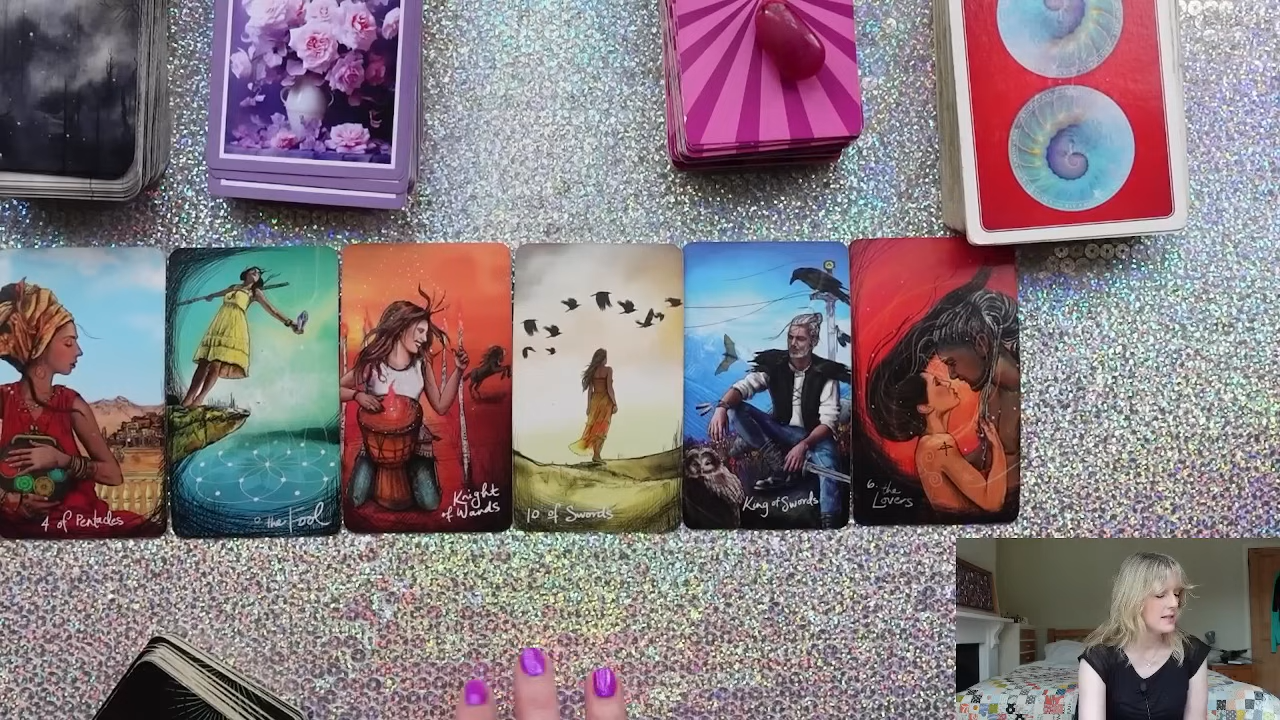 4 of Pentacles
0 the Fool
Knight
of Wands
10 of Swords
King of Swords
6. the
Lovers